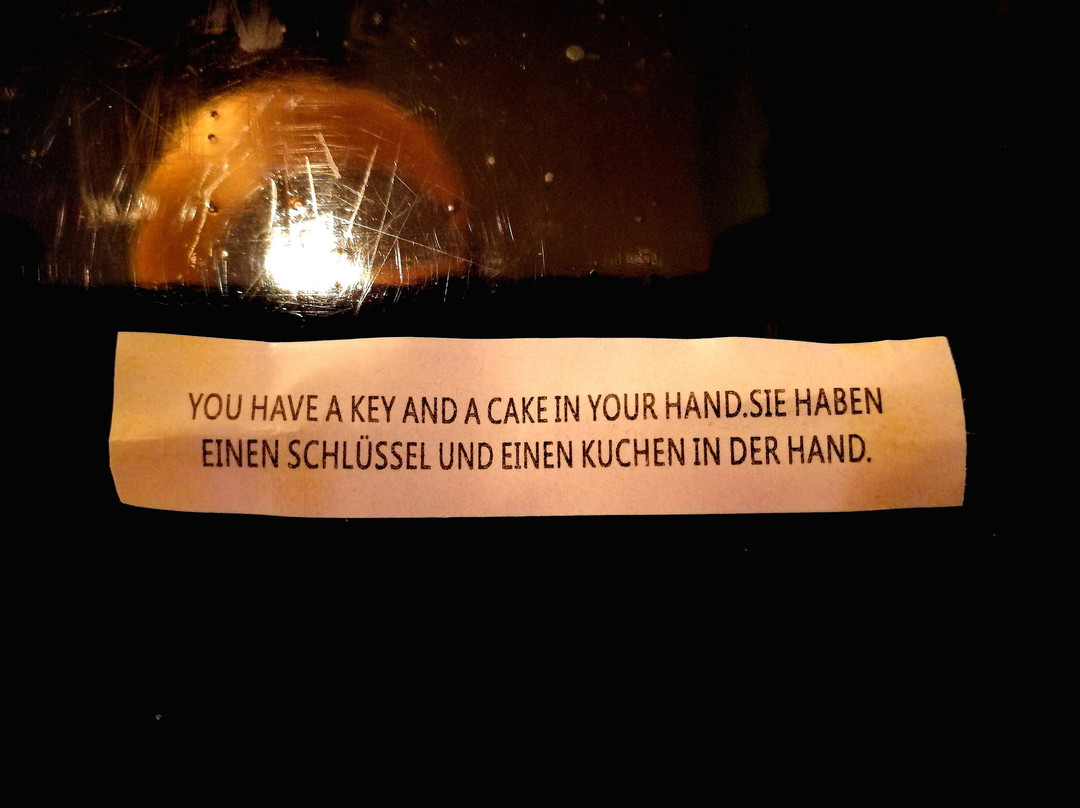 YOU HAVE A KEY AND A CAKE IN YOUR HAND.SIE HABEN
EINEN SCHLÜSSEL UND EINEN KUCHEN IN DER HAND.